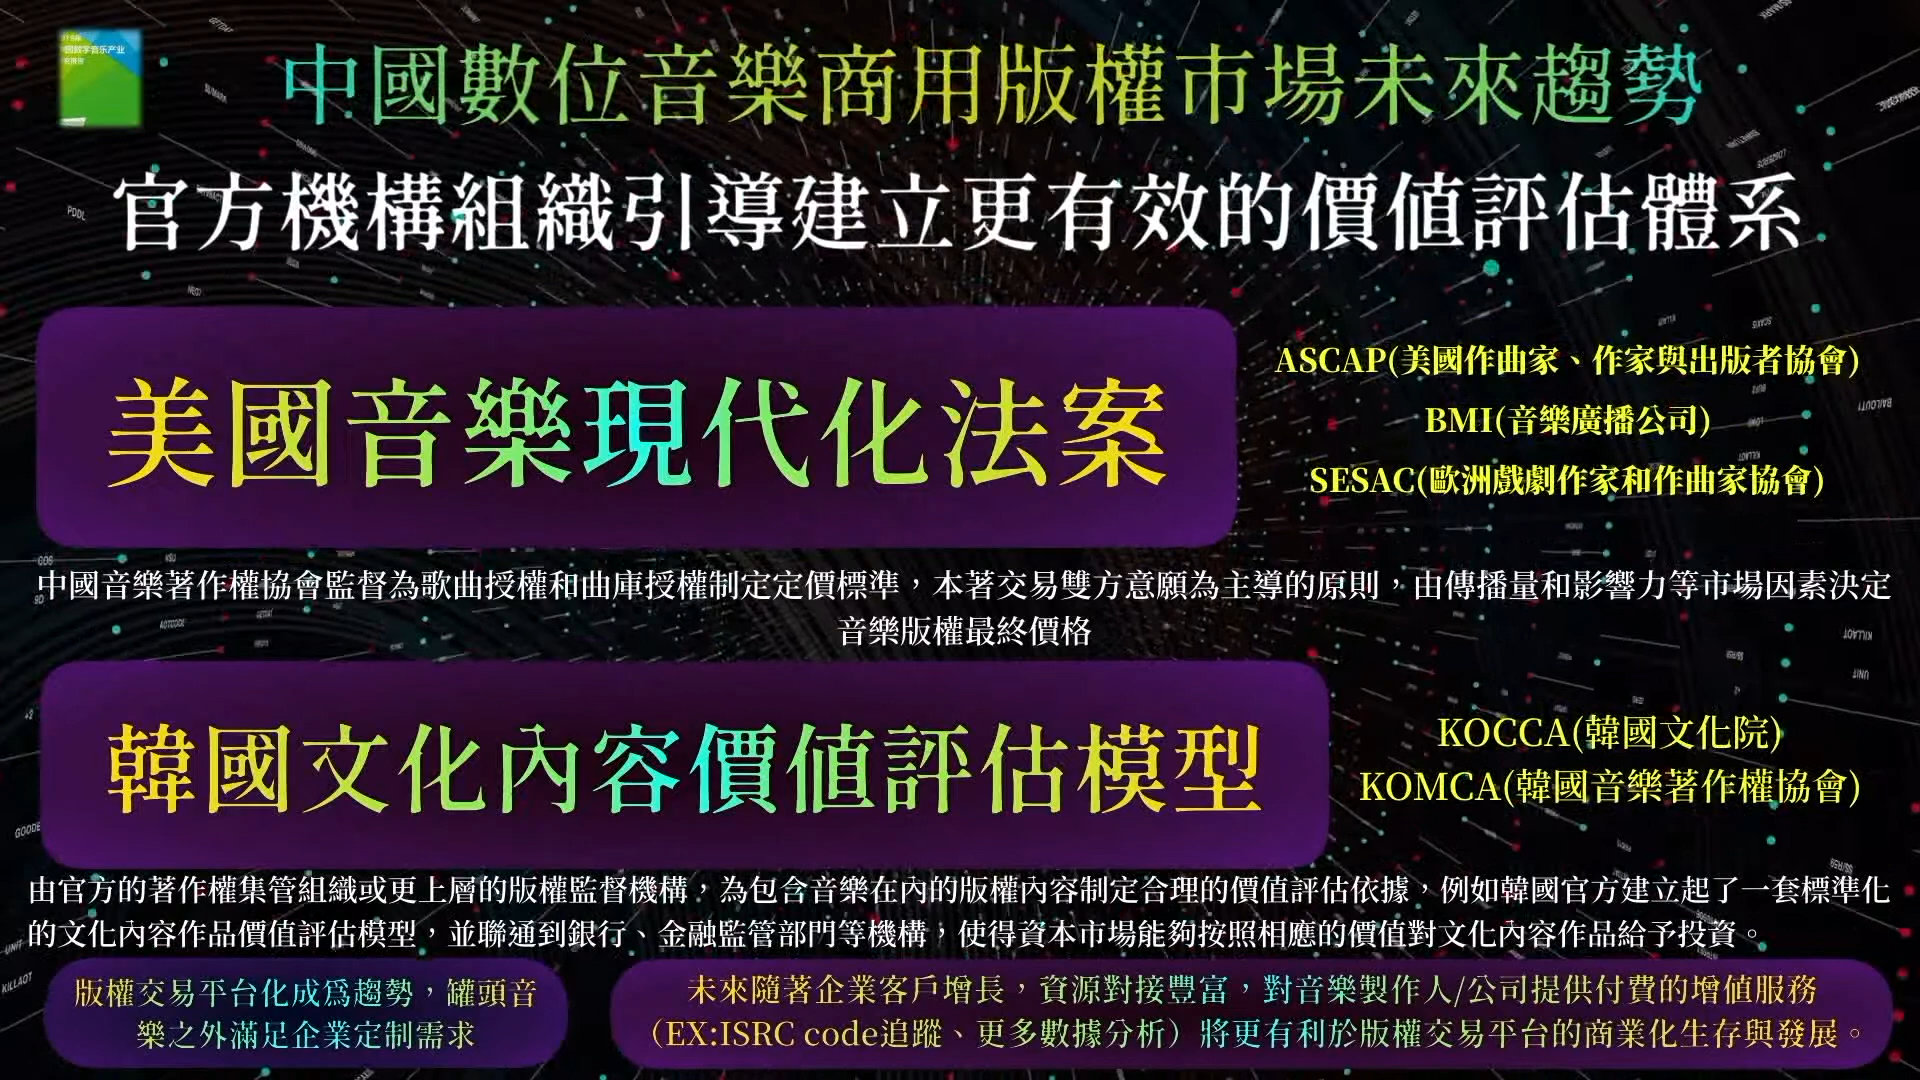 中國數位音樂商用版權市場未來趨勢
官方機構組織引導建立更有效的價值評估體系
美國音樂現代化法案
ASCAP(美國作曲家、作家與出版者協會)
BMI(音樂廣播公司)
SESAC(歐洲戲劇作家和作曲家協會)
中國音樂著作權協會監督為歌曲授權和曲庫授權制定定價標準，本著交易雙方意願為主導的原則，由傳播量和影響力等市場因素決定
音樂版權最終價格
韓國文化內容價值評估模型
KOCCA(韓國文化院)
KOMCA(韓國音樂著作權協會)
由官方的著作權集管組織或更上層的版權監督機構，為包含音樂在內的版權內容制定合理的價值評估依據，例如韓國官方建立起了一套標準化
的文化內容作品價值評估模型，並聯通到銀行、金融監管部門等機構，使得資本市場能夠按照相應的價值對文化內容作品給予投資。
版權交易平台化成爲趨勢，罐頭音
樂之外滿足企業定制需求
未來隨著企業客戶增長，資源對接豐富，對音樂製作人/公司提供付費的增值服務
（EX:ISRC code追蹤、更多數據分析）將更有利於版權交易平台的商業化生存與發展。